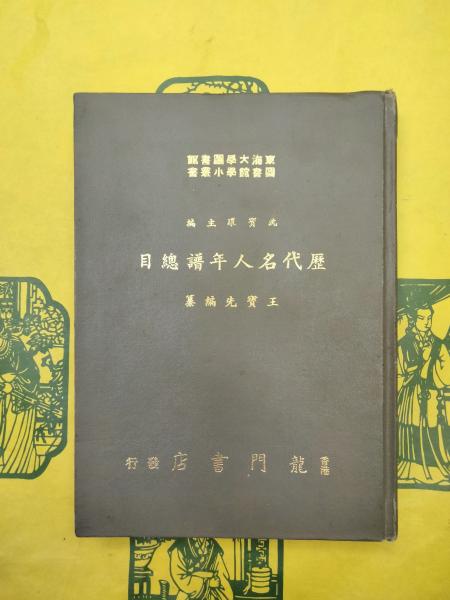 東海大學圖書館
圖書館學小叢書
沈寶環主編
歷代名人年譜總目
王寶先編纂
香港
龍門書店發行